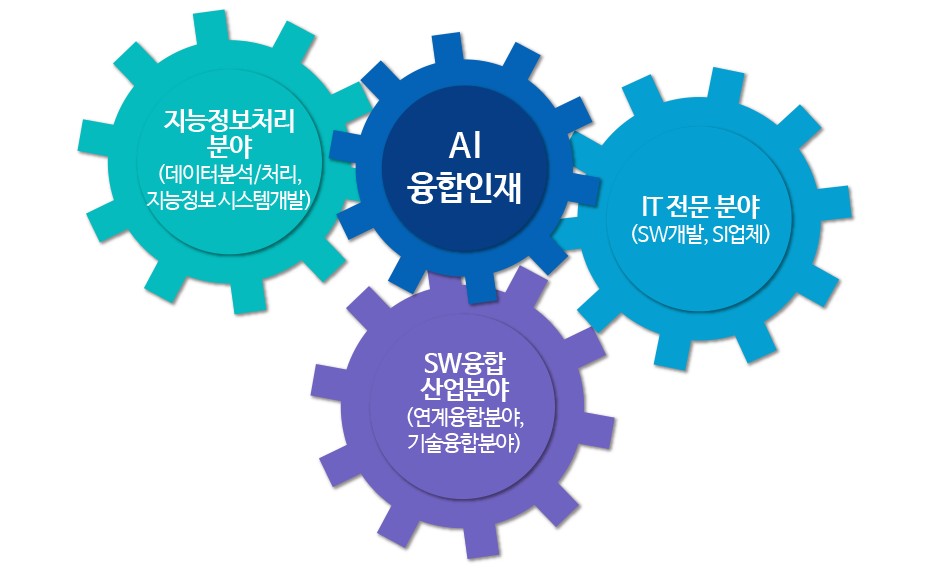 지능정보처리
분야
(데이터분석/처리,
지능정보 시스템개발)
AI
융합인재
IT 전문 분야
(SW개발, SI업체)
SW융합
산업분야
(연계융합분야,
기술융합분야)